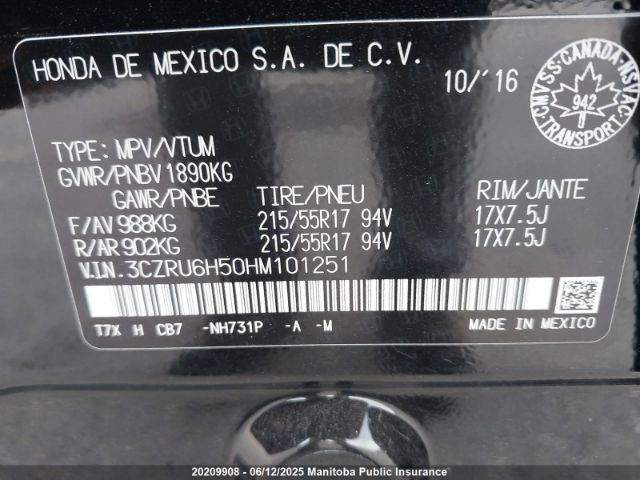 HONDA DE MEXICO S.A. DE C.V.
10/'16
CMVSS-CANADA-NSVAC
942
TRANSPORT
TYPE: MPV/VTUM
GVWR/PNBV 1890KG
GAWR/PNBE TIRE/PNEU RIM/JANTE
F/AV 988KG 215/55R17 94V 17X7.5J
R/AR 902KG 215/55R17 94V 17X7.5J
V.I.N. 3CZRU6H50HM101251
T7X H CB7 -NH731P -A -M MADE IN MEXICO
20209908 - 06/12/2025 Manitoba Public Insurance